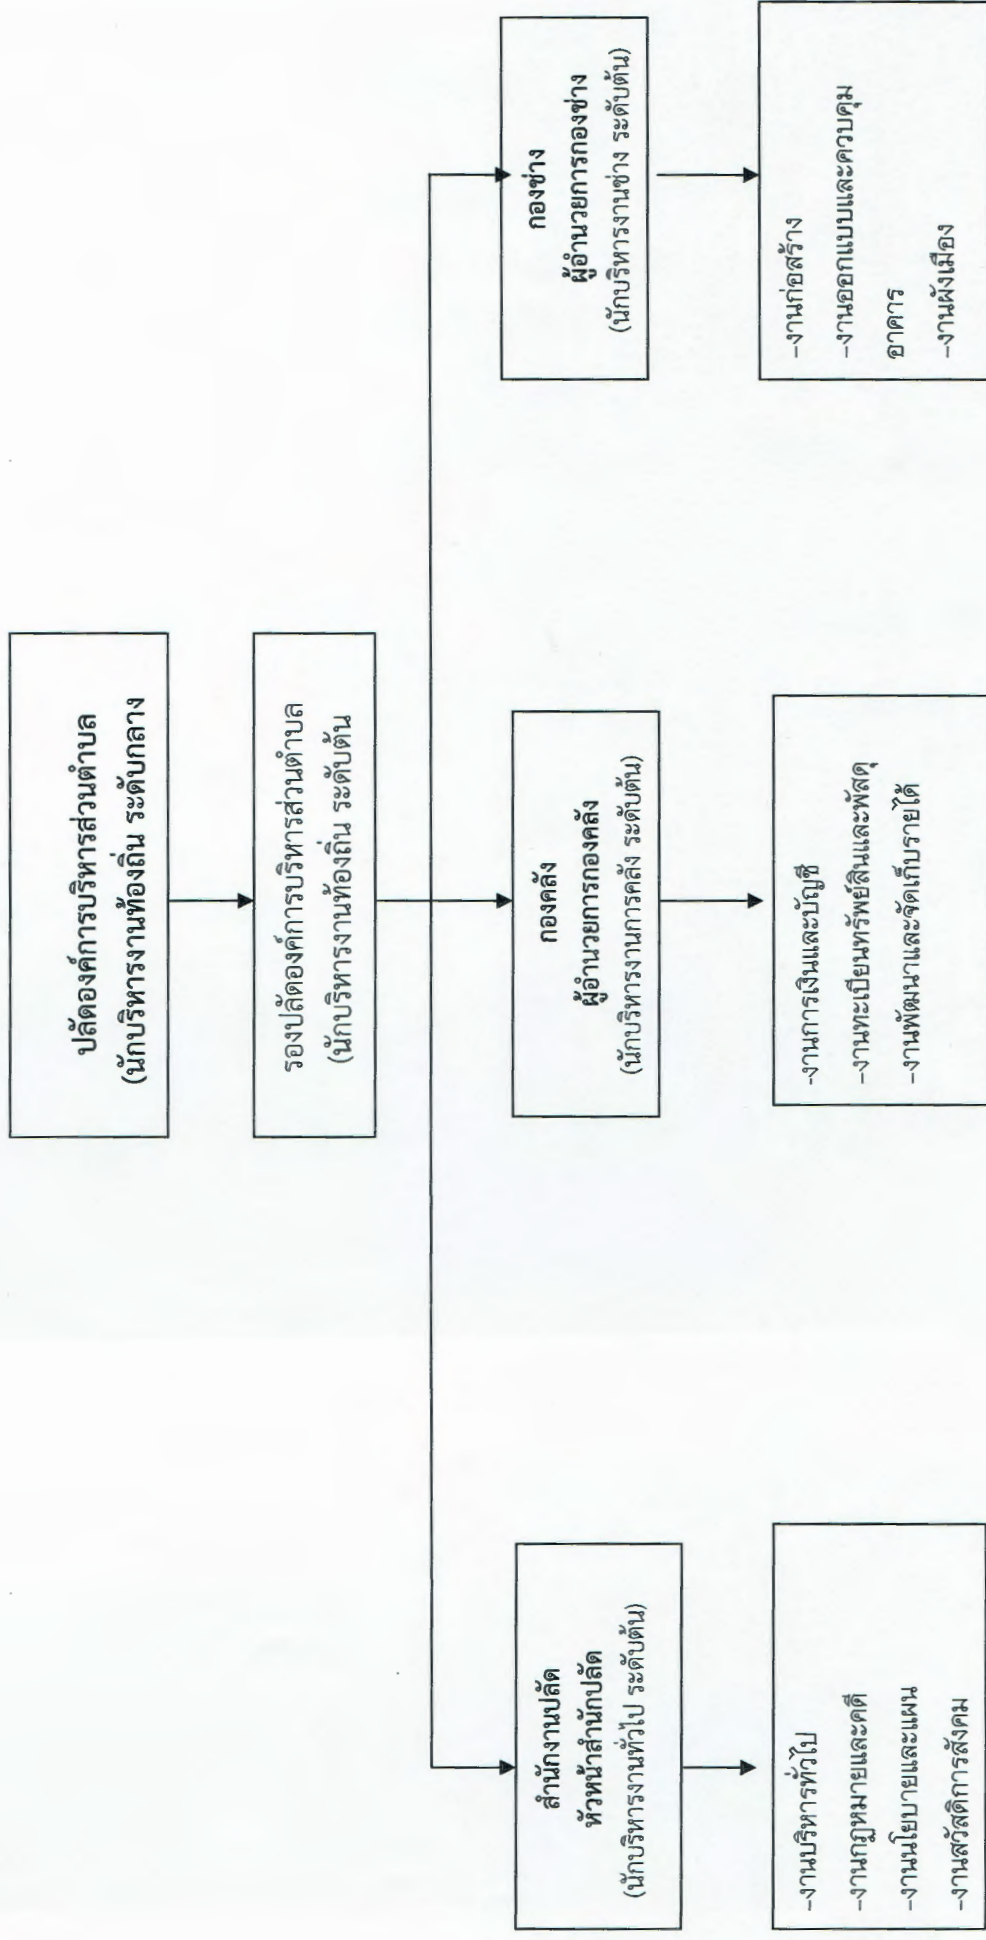 ปลัดองค์การบริหารส่วนตำบล
(นักบริหารงานท้องถิ่น ระดับกลาง
รองปลัดองค์การบริหารส่วนตำบล
(นักบริหารงานท้องถิ่น ระดับต้น
สำนักงานปลัด
หัวหน้าสำนักปลัด
(นักบริหารงานทั่วไป ระดับต้น)
กองคลัง
ผู้อำนวยการกองคลัง
(นักบริหารงานการคลัง ระดับต้น)
กองช่าง
ผู้อำนวยการกองช่าง
(นักบริหารงานช่าง ระดับต้น)
-งานบริหารทั่วไป
-งานกฎหมายและคดี
-งานนโยบายและแผน
-งานสวัสดิการสังคม
-งานการเงินและบัญชี
-งานทะเบียนทรัพย์สินและพัสดุ
-งานพัฒนาและจัดเก็บรายได้
-งานก่อสร้าง
-งานออกแบบและควบคุม
อาคาร
-งานผังเมือง